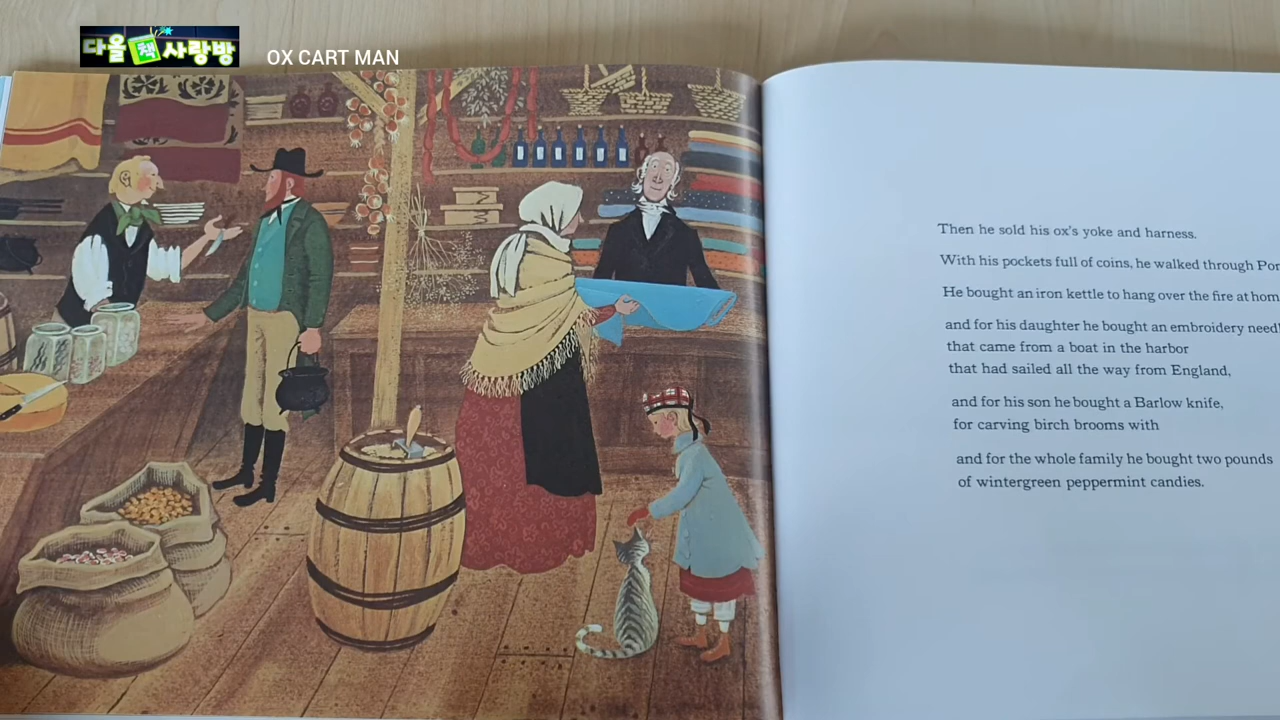 다올책사랑방
OX CART MAN
Then he sold his ox's yoke and harness.
With his pockets full of coins, he walked through
He bought an iron kettle to hang over the fire at
and for his daughter he bought an embroidery
that came from a boat in the harbor
that had sailed all the way from England,
and for his son he bought a Barlow knife,
for carving birch brooms with
and for the whole family he bought two pounds
of wintergreen peppermint candies.